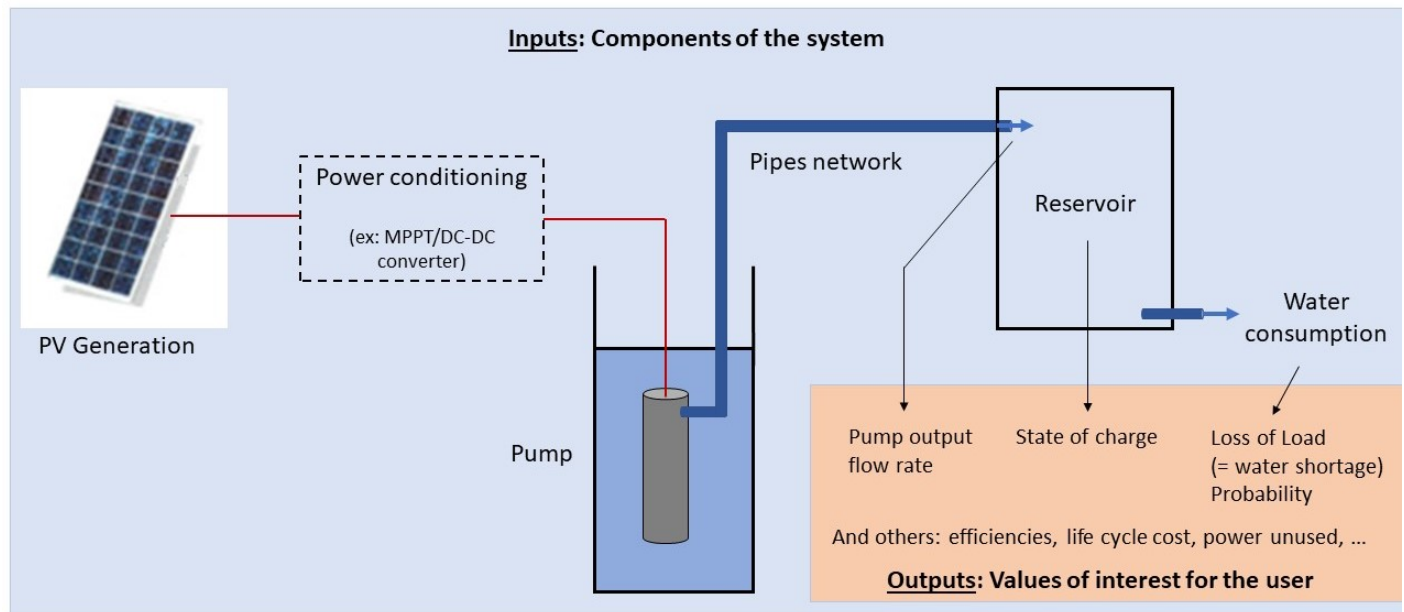 Inputs: Components of the system
PV Generation
Power conditioning
(ex: MPPT/DC-DC
converter)
Pump
Pipes network
Reservoir
Water
consumption
Pump output
flow rate
State of charge
Loss of Load
(= water shortage)
Probability
And others: efficiencies, life cycle cost, power unused, ...
Outputs: Values of interest for the user